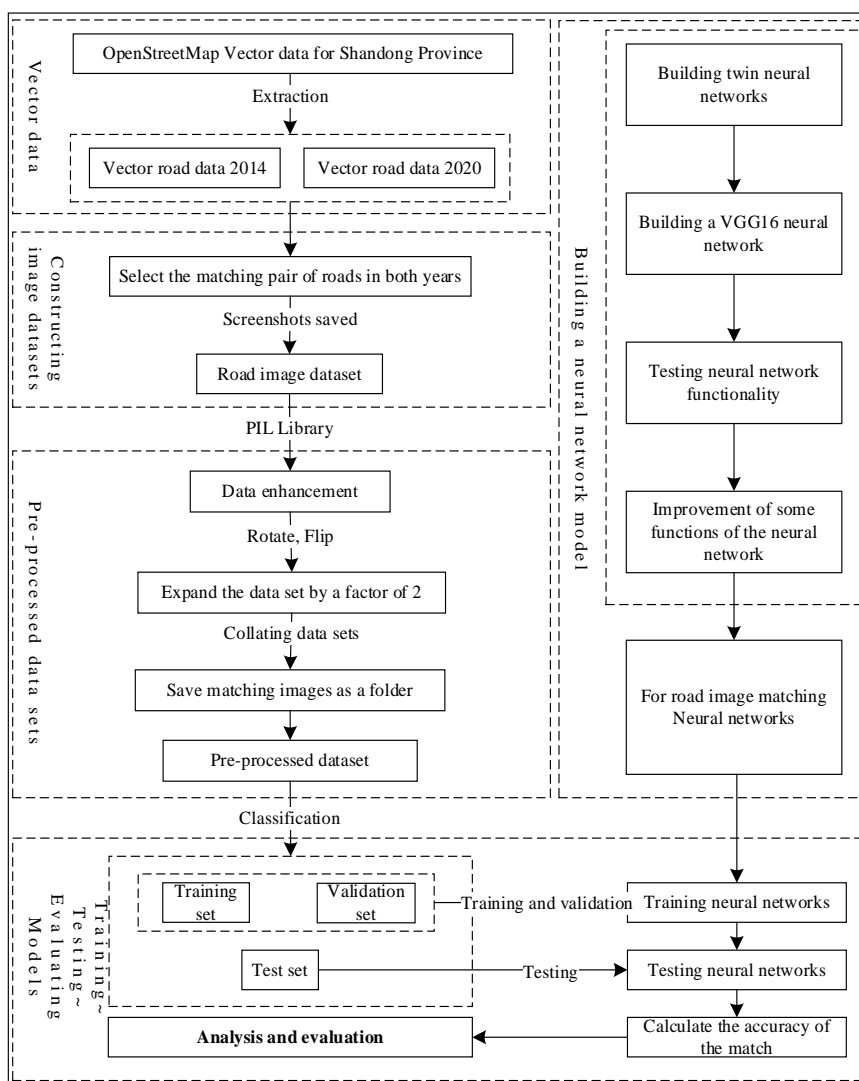 Vector data
OpenStreetMap Vector data for Shandong Province
Extraction
Vector road data 2014
Vector road data 2020
Constructing
image datasets
Select the matching pair of roads in both years
Screenshots saved
Road image dataset
PIL Library
Pre-processed data sets
Data enhancement
Rotate, Flip
Expand the data set by a factor of 2
Collating data sets
Save matching images as a folder
Pre-processed dataset
Classification
Building a neural network model
Building twin neural
networks
Building a VGG16 neural
network
Testing neural network
functionality
Improvement of some
functions of the neural
network
For road image matching
Neural networks
Training~
Testing~
Evaluating
Models
Training
set
Validation
set
Training and validation
Training neural networks
Test set
Testing
Testing neural networks
Calculate the accuracy of
the match
Analysis and evaluation